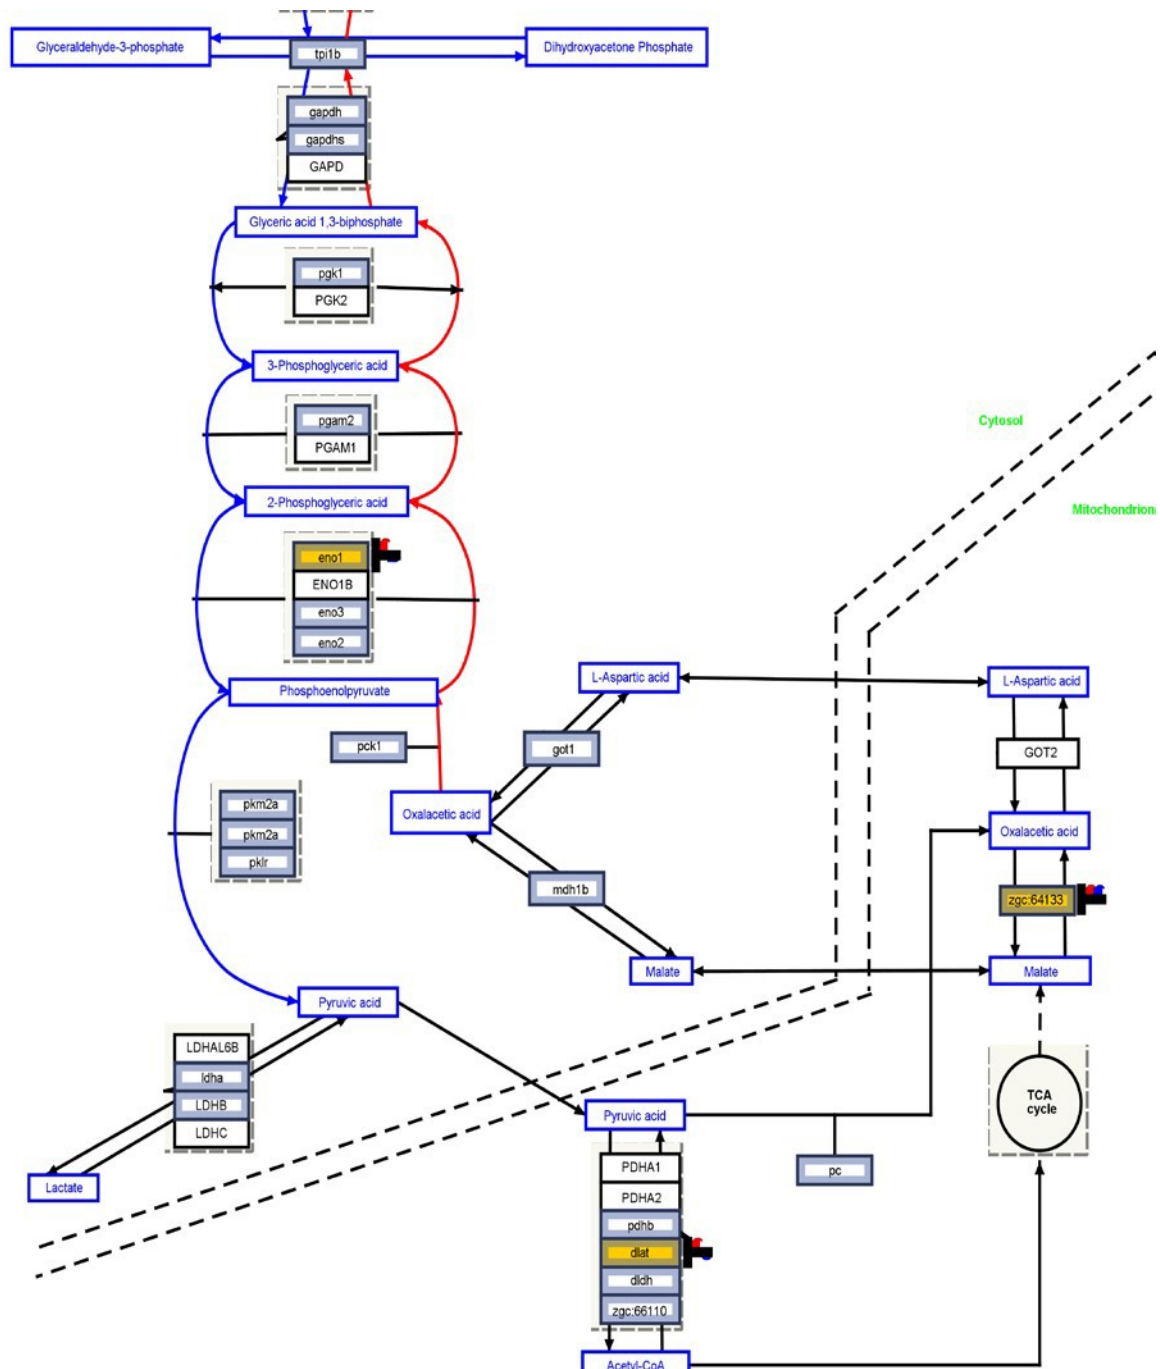 Glyceraldehyde-3-phosphate
tpi1b
Dihydroxyacetone Phosphate
gapdh
gapdhs
GAPD
Glyceric acid 1,3-biphosphate
pgk1
PGK2
3-Phosphoglyceric acid
pgam2
PGAM1
Cytosol
2-Phosphoglyceric acid
Mitochondrion
eno1
ENO1B
eno3
eno2
Phosphoenolpyruvate
L-Aspartic acid
L-Aspartic acid
pck1
got1
GOT2
pkm2a
pkm2a
pklr
Oxalacetic acid
Oxalacetic acid
mdh1b
zgc:64133
Malate
Malate
Pyruvic acid
LDHAL6B
ldha
LDHB
LDHC
Lactate
TCA
cycle
Pyruvic acid
PDHA1
PDHA2
pdhb
dlat
dldh
zgc:66110
pc
Acetyl-CoA